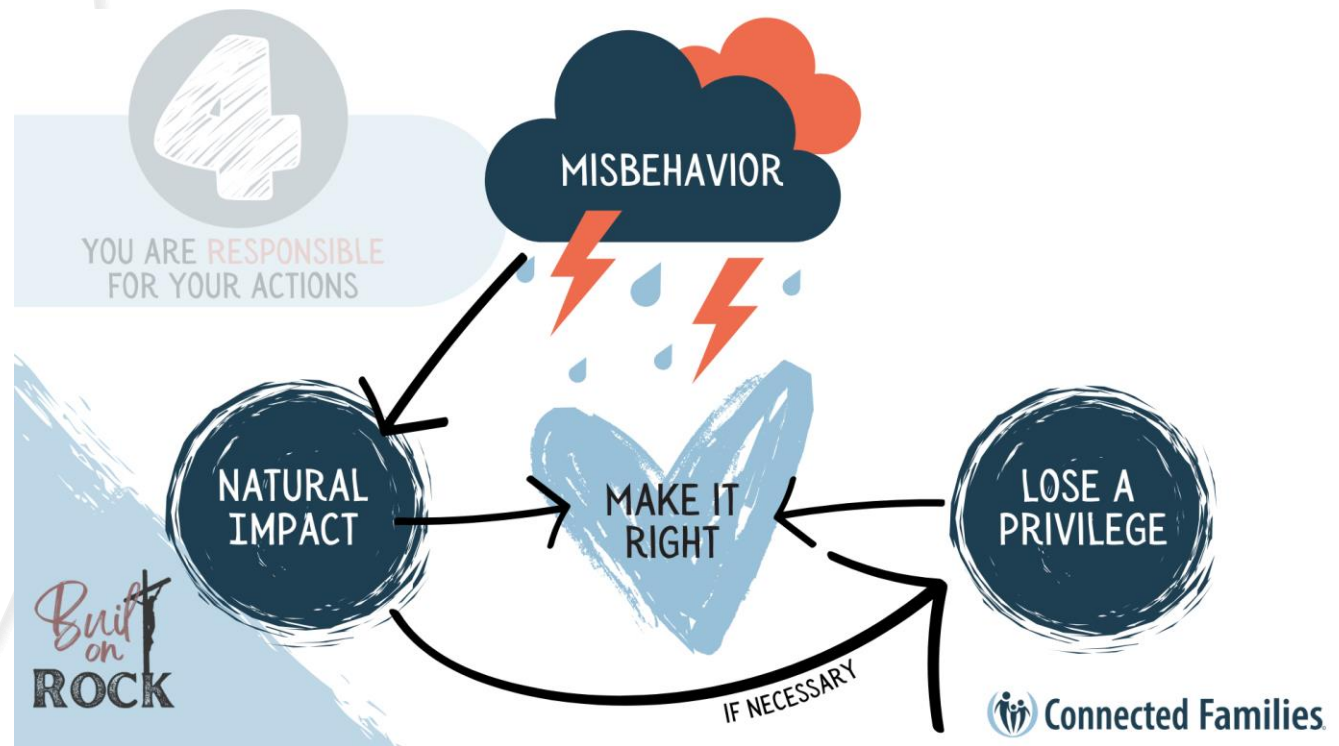 4
YOU ARE RESPONSIBLE
FOR YOUR ACTIONS
MISBEHAVIOR
NATURAL
IMPACT
MAKE IT
RIGHT
LOSE A
PRIVILEGE
IF NECESSARY
Built
on
ROCK
Connected Families